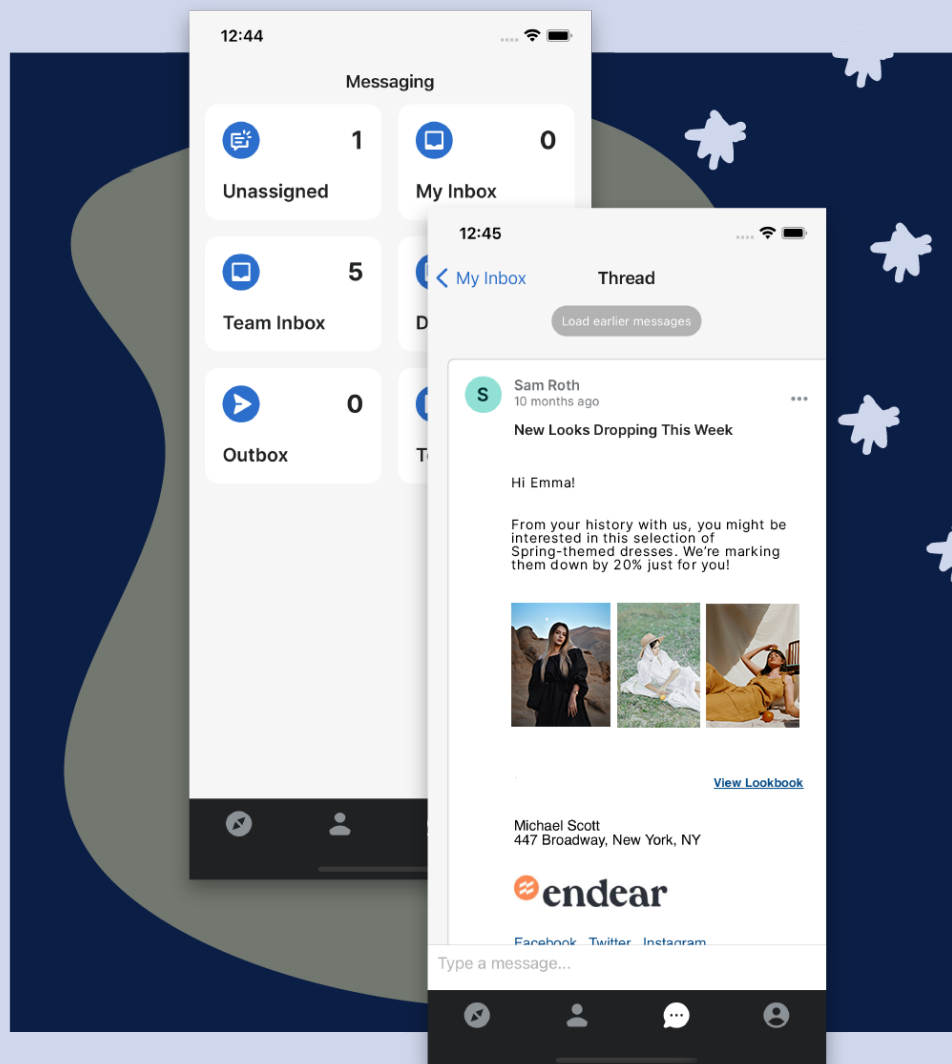 12:44
Messaging
1
Unassigned
0
My Inbox
5
Team Inbox
D
0
Outbox
12:45
My Inbox
Thread
Load earlier messages
S
Sam Roth
10 months ago
New Looks Dropping This Week
Hi Emma!
From your history with us, you might be
interested in this selection of
Spring-themed dresses. We’re marking
them down by 20% just for you!
View Lookbook
Michael Scott
447 Broadway, New York, NY
endear
Facebook Twitter Instagram
Type a message...